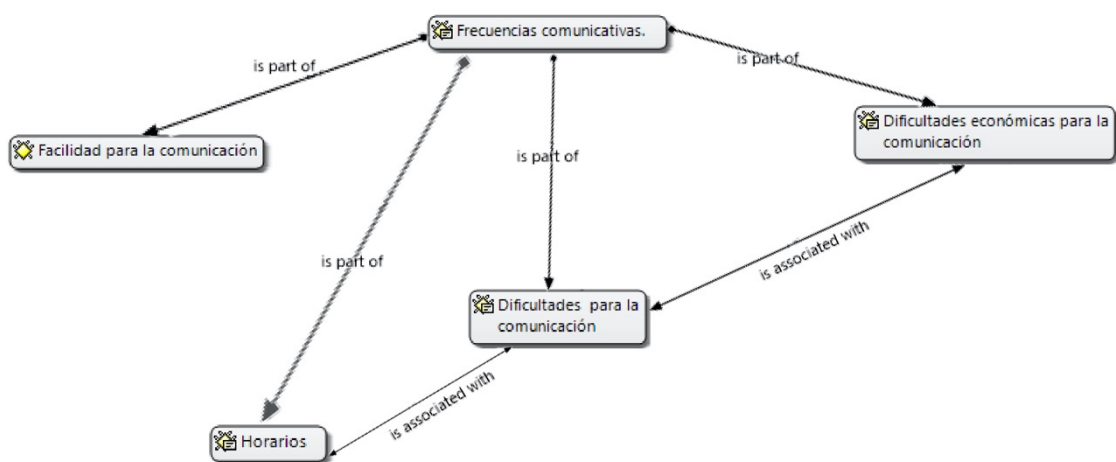 Frecuencias comunicativas.
is part of
is part of
Facilidad para la comunicación
Dificultades económicas para la
comunicación
is part of
is part of
is associated with
Dificultades  para la
comunicación
is associated with
Horarios